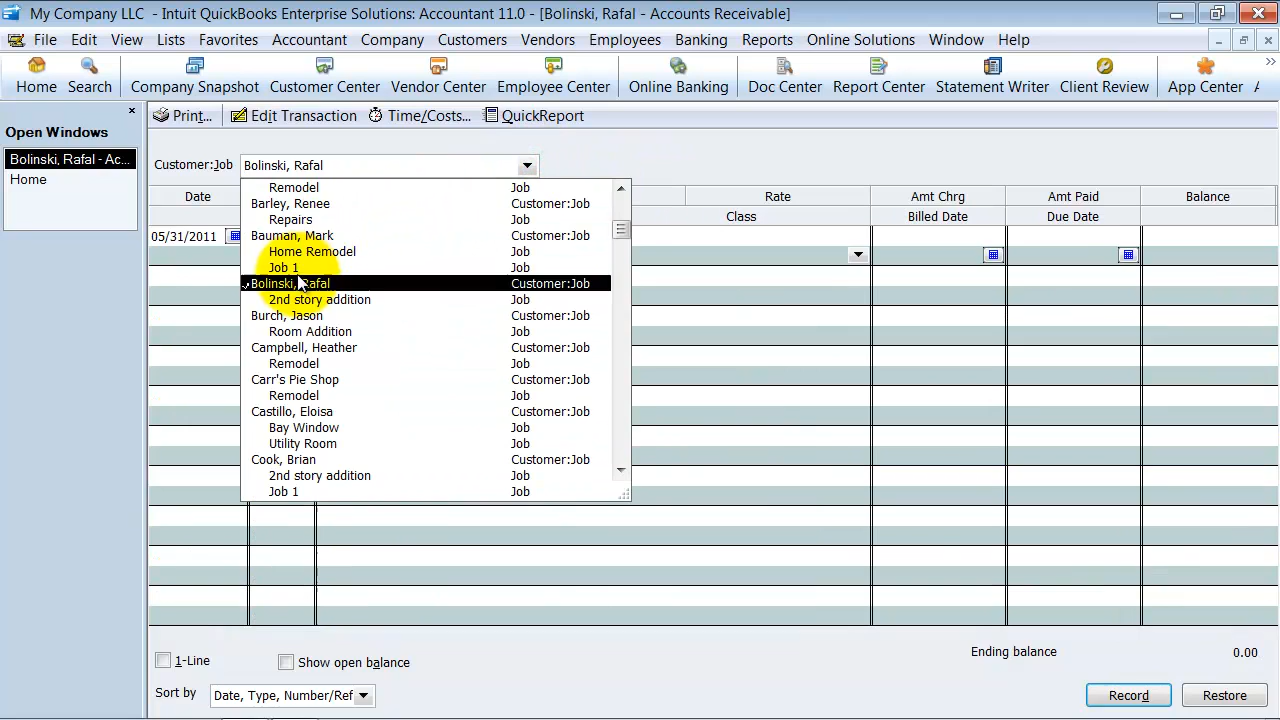 My Company LLC - Intuit QuickBooks Enterprise Solutions: Accountant 11.0 - [Bolinski, Rafal - Accounts Receivable]
File Edit View Lists Favorites Accountant Company Customers Vendors Employees Banking Reports Online Solutions Window Help
Home Search Company Snapshot Customer Center Vendor Center Employee Center Online Banking Doc Center Report Center Statement Writer Client Review App Center
Open Windows
Bolinski, Rafal - Ac...
Home
Print... Edit Transaction Time/Costs... QuickReport
Customer:Job Bolinski, Rafal
Date Rate Amt Chrg Amt Paid Balance
Class Billed Date Due Date
05/31/2011
Remodel Job
Barley, Renee Customer:Job
Repairs Job
Bauman, Mark Customer:Job
Home Remodel Job
Job 1 Job
Bolinski, Rafal Customer:Job
2nd story addition Job
Burch, Jason Customer:Job
Room Addition Job
Campbell, Heather Customer:Job
Remodel Job
Carr's Pie Shop Customer:Job
Remodel Job
Castillo, Eloisa Customer:Job
Bay Window Job
Utility Room Job
Cook, Brian Customer:Job
2nd story addition Job
Job 1 Job
1-Line Show open balance Ending balance 0.00
Sort by Date, Type, Number/Ref Record Restore